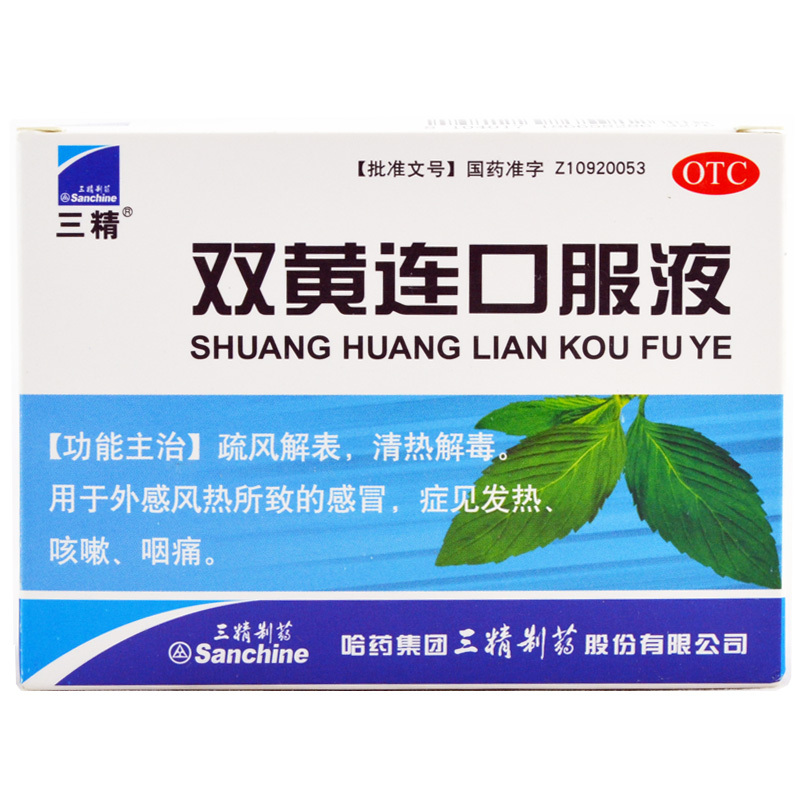 【批准文号】国药准字 Z10920053
OTC
三精制药
Sanchine
三精®
双黄连口服液
SHUANG HUANG LIAN KOU FU YE
【功能主治】疏风解表，清热解毒。
用于外感风热所致的感冒，症见发热、
咳嗽、咽痛。
三精制药
Sanchine
哈药集团三精制药股份有限公司